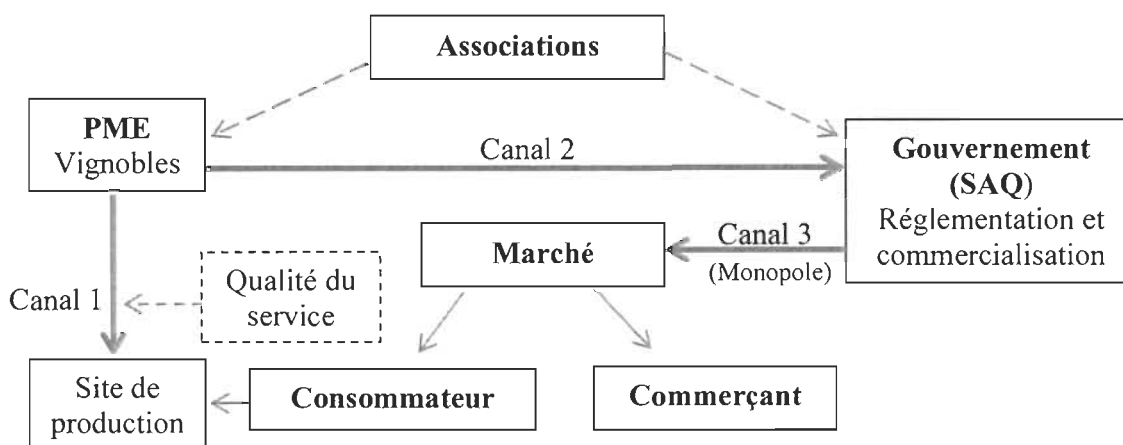 Associations
PME
Vignobles
Canal 2
Gouvernement
(SAQ)
Réglementation et
commercialisation
Marché
Canal 3
(Monopole)
Canal 1
Qualité du
service
Site de
production
Consommateur
Commerçant